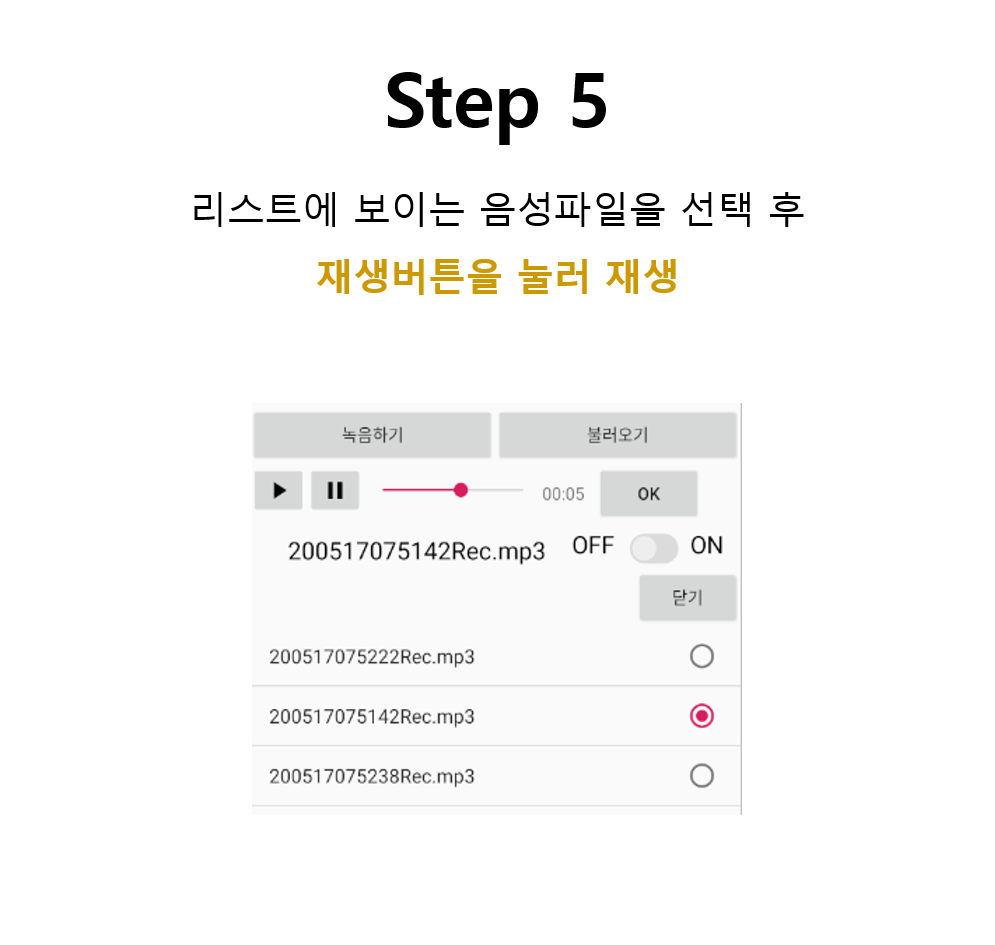 Step 5
리스트에 보이는 음성파일을 선택 후
재생버튼을 눌러 재생
녹음하기 불러오기
00:05 OK
200517075142Rec.mp3 OFF ON
닫기
200517075222Rec.mp3
200517075142Rec.mp3
200517075238Rec.mp3